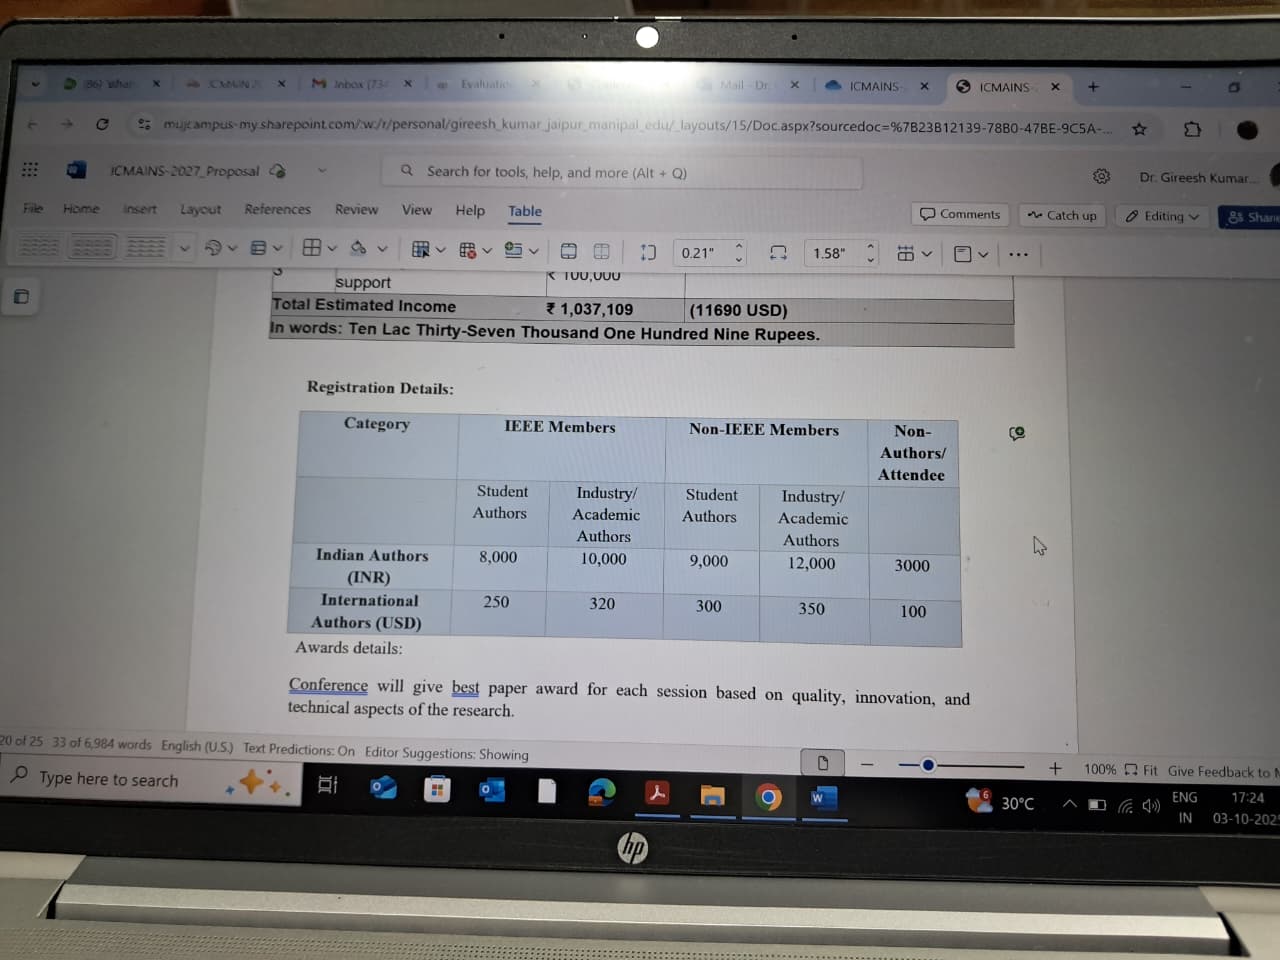 (86) What
ICMAINS
Inbox (734
Evaluatio
Mail - Dr.
ICMAINS-
ICMAINS
mujcampus-my.sharepoint.com/:w:/r/personal/gireesh_kumar_jaipur_manipal_edu/_layouts/15/Doc.aspx?sourcedoc=%7B23B12139-78B0-47BE-9C5A-...
ICMAINS-2027_Proposal
Search for tools, help, and more (Alt + Q)
Dr. Gireesh Kumar...
File Home Insert Layout References Review View Help Table
Comments Catch up Editing Share
0.21" 1.58"
support ₹ 100,000
Total Estimated Income ₹ 1,037,109 (11690 USD)
In words: Ten Lac Thirty-Seven Thousand One Hundred Nine Rupees.
Registration Details:
Category IEEE Members Non-IEEE Members Non-
Authors/
Attendee
Student Industry/ Student Industry/
Authors Academic Authors Academic
Authors Authors
Indian Authors 8,000 10,000 9,000 12,000 3000
(INR)
International 250 320 300 350 100
Authors (USD)
Awards details:
Conference will give best paper award for each session based on quality, innovation, and
technical aspects of the research.
20 of 25 33 of 6,984 words English (U.S.) Text Predictions: On Editor Suggestions: Showing
100% Fit Give Feedback to M
Type here to search
6
30°C
ENG 17:24
IN 03-10-202
hp